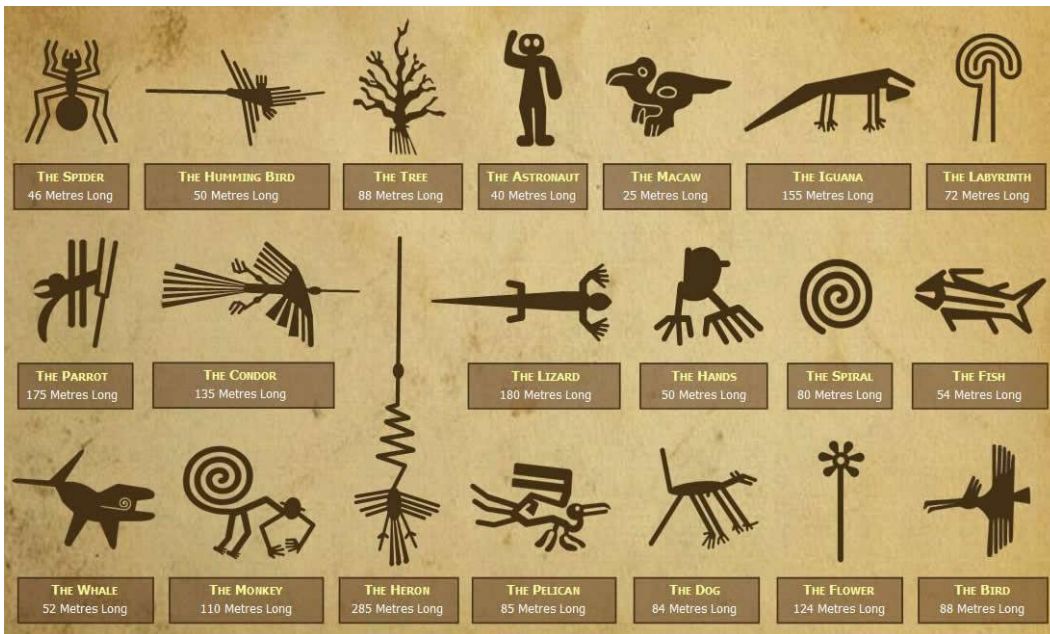 THE SPIDER
46 Metres Long
THE HUMMING BIRD
50 Metres Long
THE TREE
88 Metres Long
THE ASTRONAUT
40 Metres Long
THE MACAW
25 Metres Long
THE IGUANA
155 Metres Long
THE LABYRINTH
72 Metres Long
THE PARROT
175 Metres Long
THE CONDOR
135 Metres Long
THE LIZARD
180 Metres Long
THE HANDS
50 Metres Long
THE SPIRAL
80 Metres Long
THE FISH
54 Metres Long
THE WHALE
52 Metres Long
THE MONKEY
110 Metres Long
THE HERON
285 Metres Long
THE PELICAN
85 Metres Long
THE DOG
84 Metres Long
THE FLOWER
124 Metres Long
THE BIRD
88 Metres Long